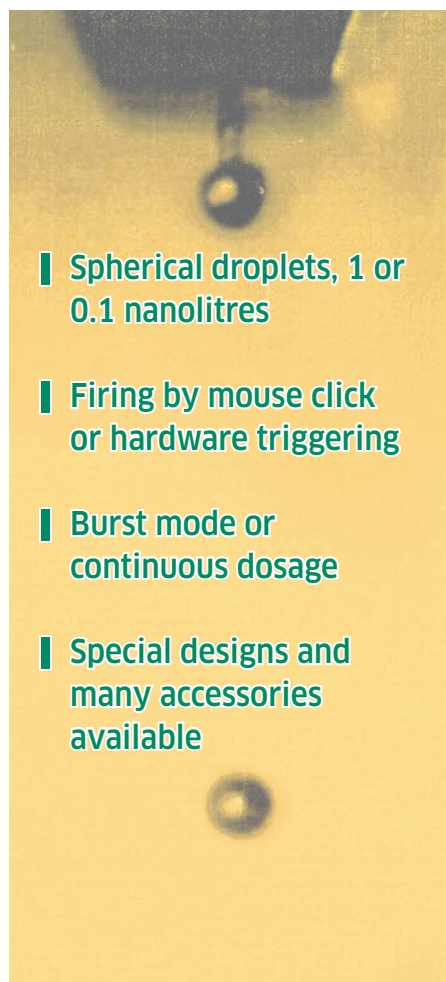 Spherical droplets, 1 or
0.1 nanolitres
Firing by mouse click
or hardware triggering
Burst mode or
continuous dosage
Special designs and
many accessories
available